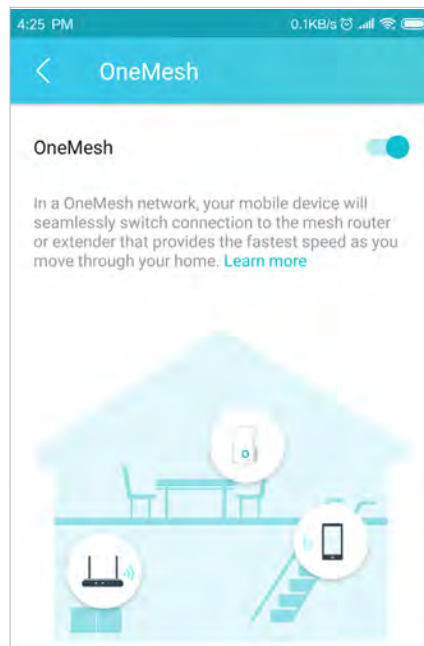 4:25 PM 0.1KB/s
OneMesh
OneMesh
In a OneMesh network, your mobile device will
seamlessly switch connection to the mesh router
or extender that provides the fastest speed as you
move through your home. Learn more